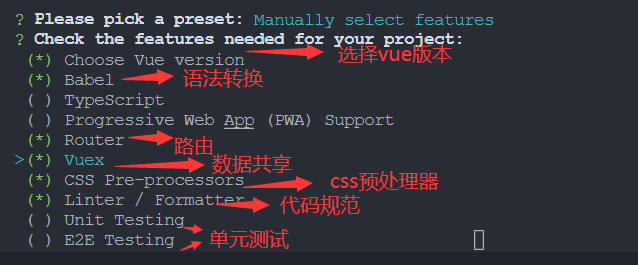 ? Please pick a preset: Manually select features
? Check the features needed for your project:
(*) Choose Vue version 选择vue版本
(*) Babel 语法转换
( ) TypeScript
( ) Progressive Web App (PWA) Support
(*) Router 路由
>(*) Vuex 数据共享
(*) CSS Pre-processors css预处理器
(*) Linter / Formatter 代码规范
( ) Unit Testing
( ) E2E Testing 单元测试